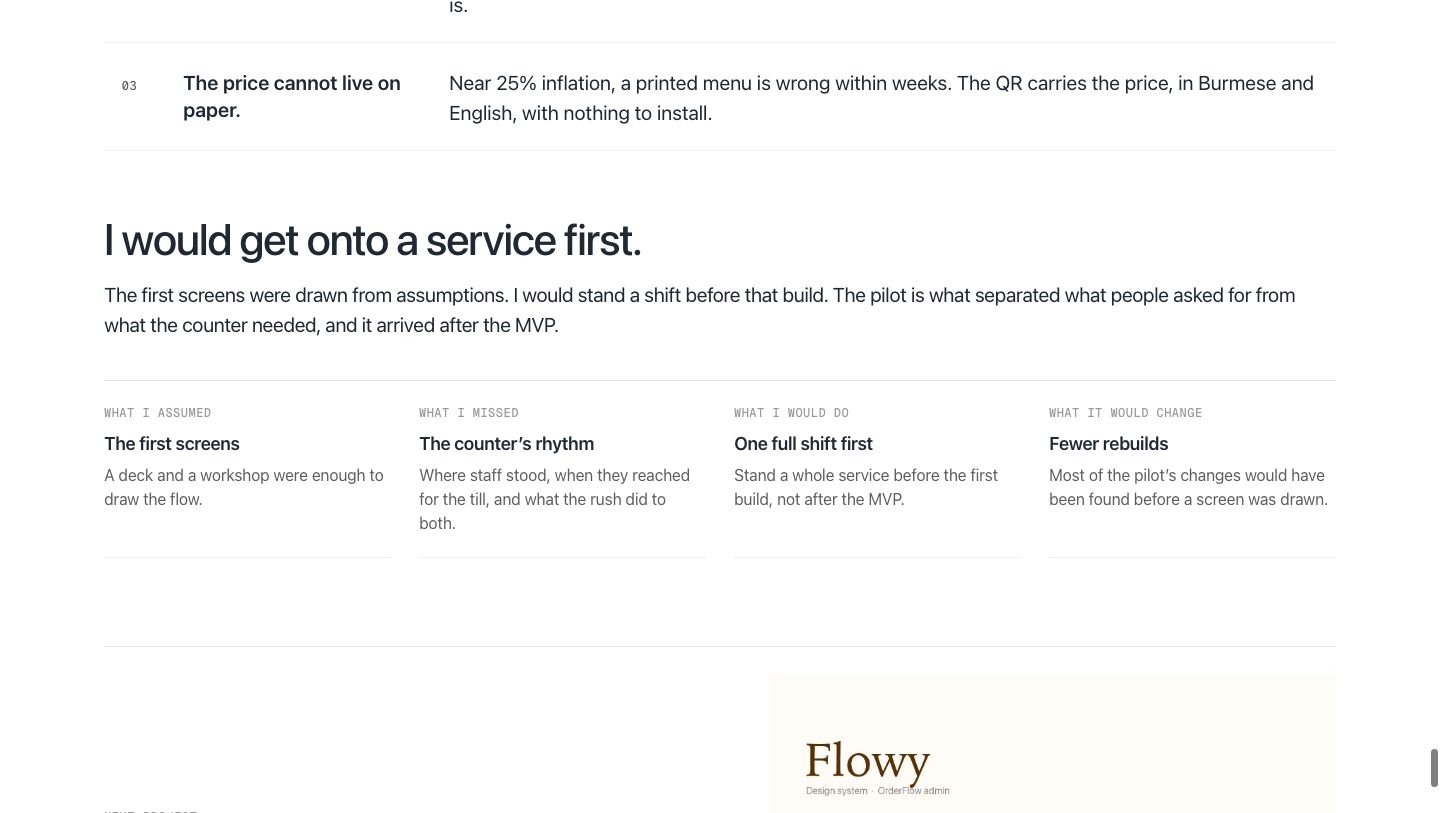 is.
03
The price cannot live on
paper.
Near 25% inflation, a printed menu is wrong within weeks. The QR carries the price, in Burmese and
English, with nothing to install.
I would get onto a service first.
The first screens were drawn from assumptions. I would stand a shift before that build. The pilot is what separated what people asked for from
what the counter needed, and it arrived after the MVP.
WHAT I ASSUMED
The first screens
A deck and a workshop were enough to
draw the flow.
WHAT I MISSED
The counter’s rhythm
Where staff stood, when they reached
for the till, and what the rush did to
both.
WHAT I WOULD DO
One full shift first
Stand a whole service before the first
build, not after the MVP.
WHAT IT WOULD CHANGE
Fewer rebuilds
Most of the pilot’s changes would have
been found before a screen was drawn.
Flowy
Design system · OrderFlow admin